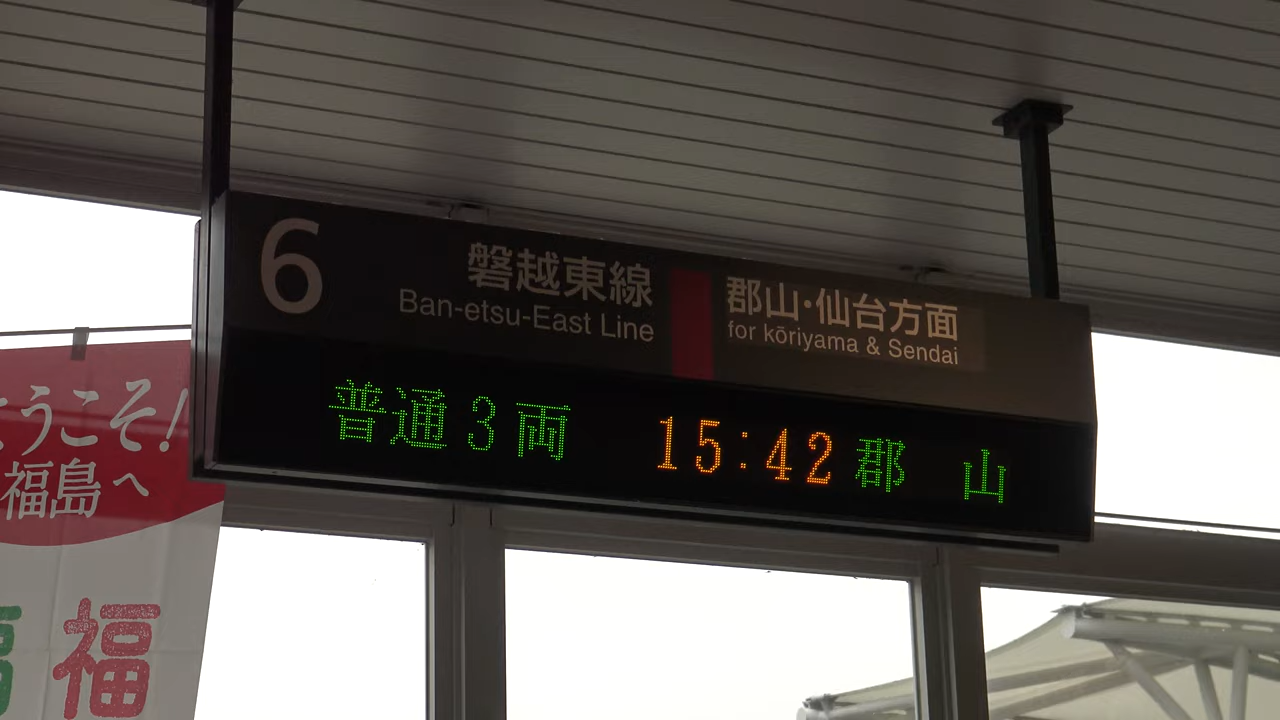 6
磐越東線
Ban-etsu-East Line
郡山・仙台方面
for kōriyama & Sendai
普通3両 15:42 郡 山
うこそ!
福島へ
福